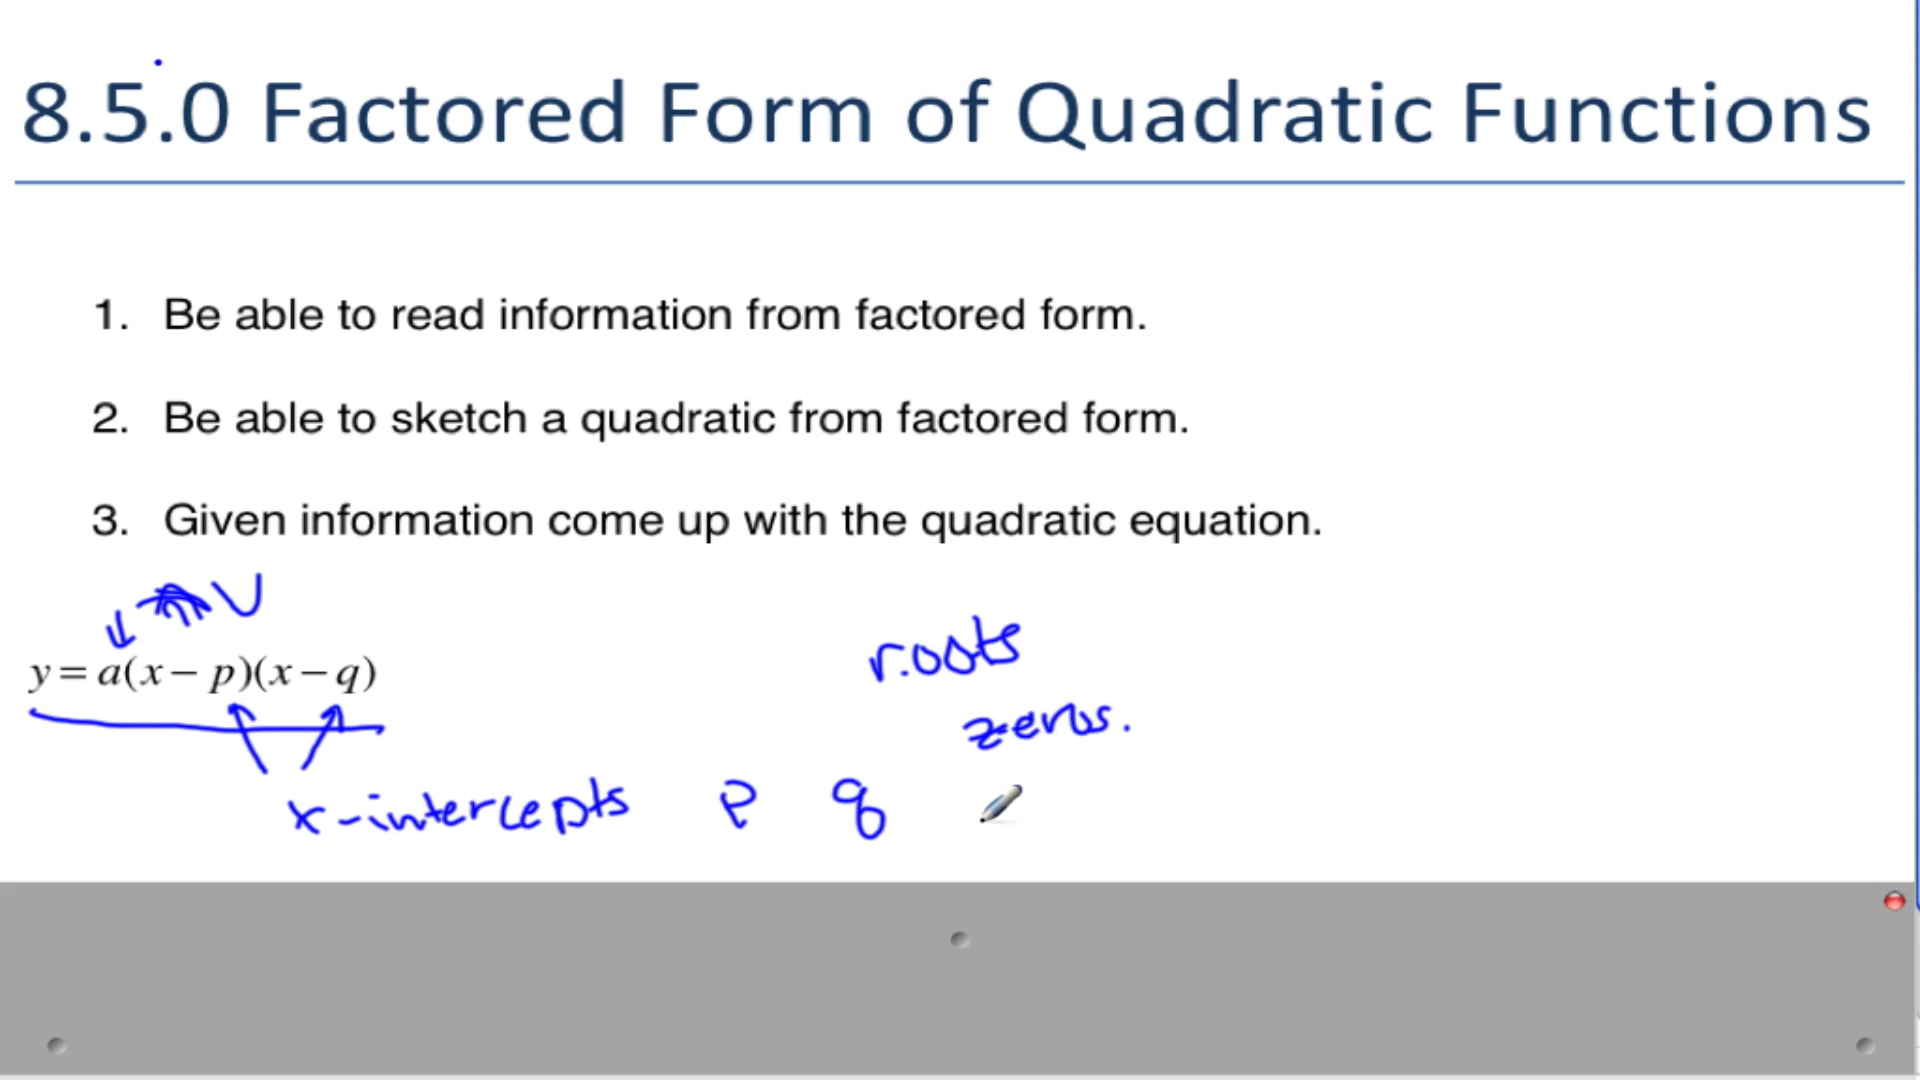 8.5.0 Factored Form of Quadratic Functions
1. Be able to read information from factored form.
2. Be able to sketch a quadratic from factored form.
3. Given information come up with the quadratic equation.
y = a(x − p)(x − q)
roots
zeros.
x-intercepts p q